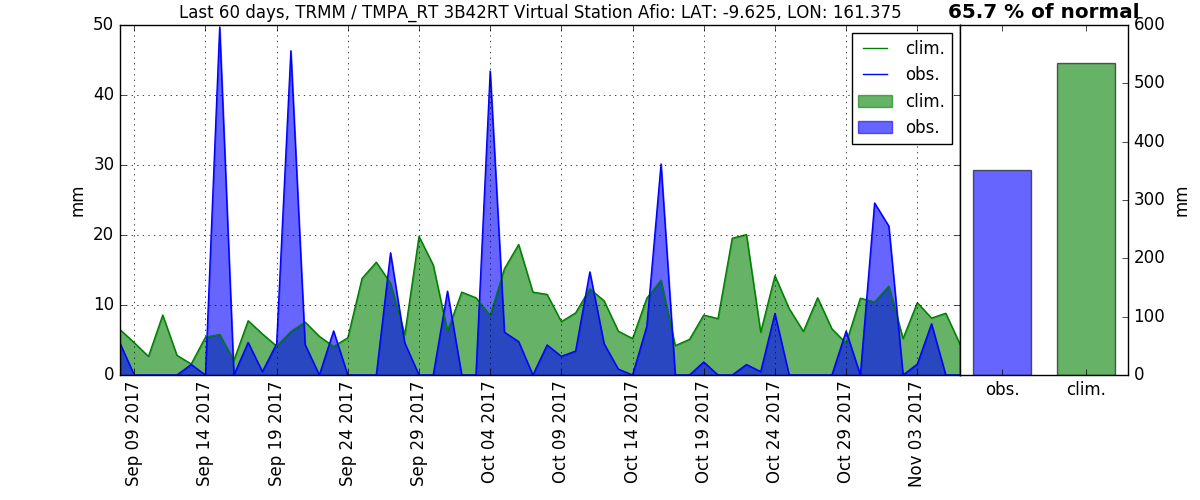 Last 60 days, TRMM / TMPA_RT 3B42RT Virtual Station Afio: LAT: -9.625, LON: 161.375
65.7 % of normal
50
40
30
20
10
0
mm
clim.
obs.
clim.
obs.
Sep 09 2017
Sep 14 2017
Sep 19 2017
Sep 24 2017
Sep 29 2017
Oct 04 2017
Oct 09 2017
Oct 14 2017
Oct 19 2017
Oct 24 2017
Oct 29 2017
Nov 03 2017
600
500
400
300
200
100
0
mm
obs.
clim.